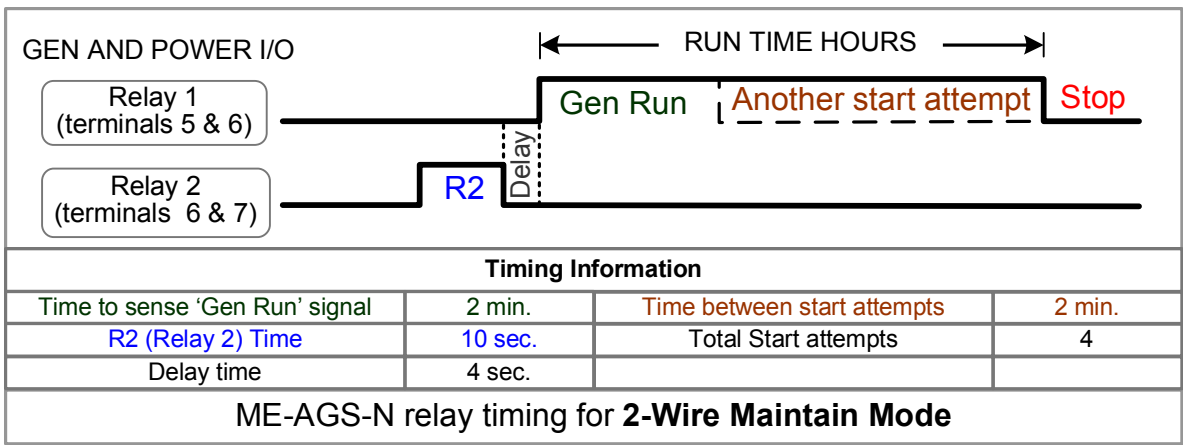 GEN AND POWER I/O
RUN TIME HOURS
Relay 1
(terminals 5 & 6)
Gen Run
Another start attempt
Stop
Delay
Relay 2
(terminals 6 & 7)
R2
Timing Information
Time to sense ‘Gen Run’ signal 2 min. Time between start attempts 2 min.
R2 (Relay 2) Time 10 sec. Total Start attempts 4
Delay time 4 sec.
ME-AGS-N relay timing for 2-Wire Maintain Mode